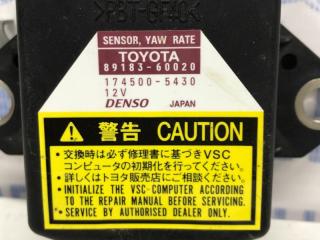 >PBT-GF40<
SENSOR, YAW RATE
TOYOTA
89183-60020
174500-5430
12V
DENSO JAPAN
警告 CAUTION
・交換時は必ず修理書に基づきVSC
コンピュータの初期化を行ってください。
・詳しくはトヨタ販売店にご相談ください。
・INITIALIZE THE VSC-COMPUTER ACCORDING
TO THE REPAIR MANUAL BEFORE SERVICING.
・SERVICE BY AUTHORISED DEALER ONLY.